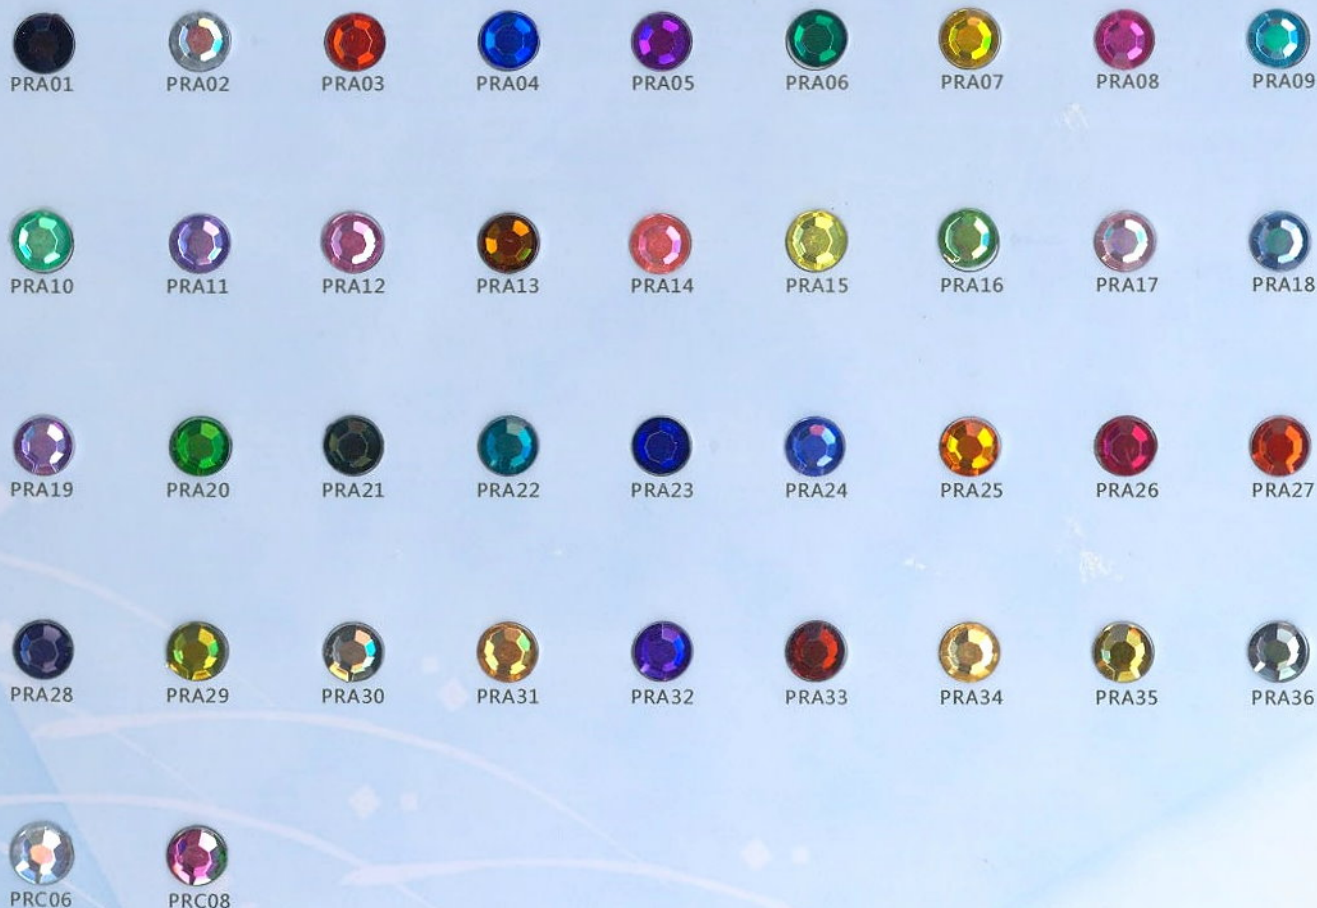 PRA01 PRA02 PRA03 PRA04 PRA05 PRA06 PRA07 PRA08 PRA09
PRA10 PRA11 PRA12 PRA13 PRA14 PRA15 PRA16 PRA17 PRA18
PRA19 PRA20 PRA21 PRA22 PRA23 PRA24 PRA25 PRA26 PRA27
PRA28 PRA29 PRA30 PRA31 PRA32 PRA33 PRA34 PRA35 PRA36
PRC06 PRC08